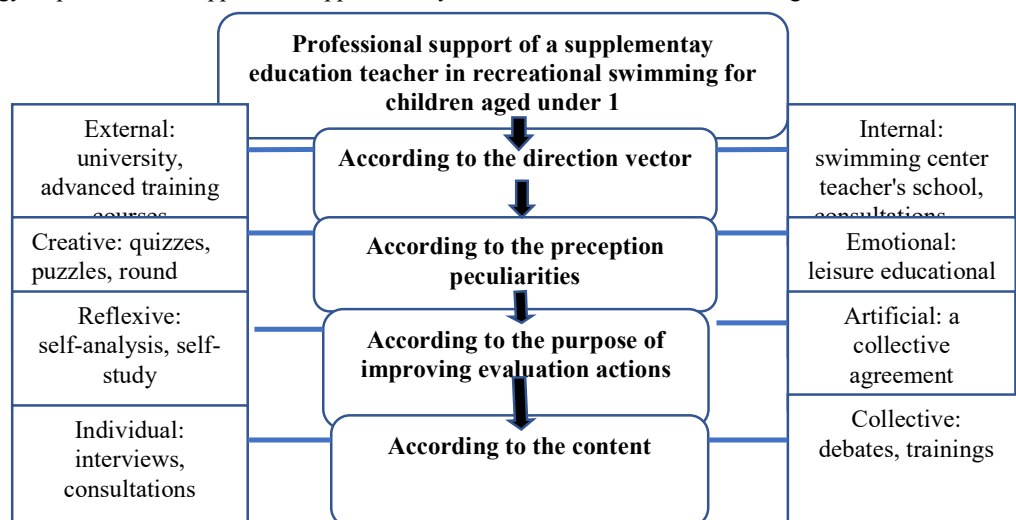 Professional support of a supplementay
education teacher in recreational swimming for
children aged under 1
External:
university,
advanced training
courses
According to the direction vector
Internal:
swimming center
teacher's school,
consultations
Creative: quizzes,
puzzles, round
According to the preception
peculiarities
Emotional:
leisure educational
Reflexive:
self-analysis, self-
study
According to the purpose of
improving evaluation actions
Artificial: a
collective
agreement
Individual:
interviews,
consultations
According to the content
Collective:
debates, trainings